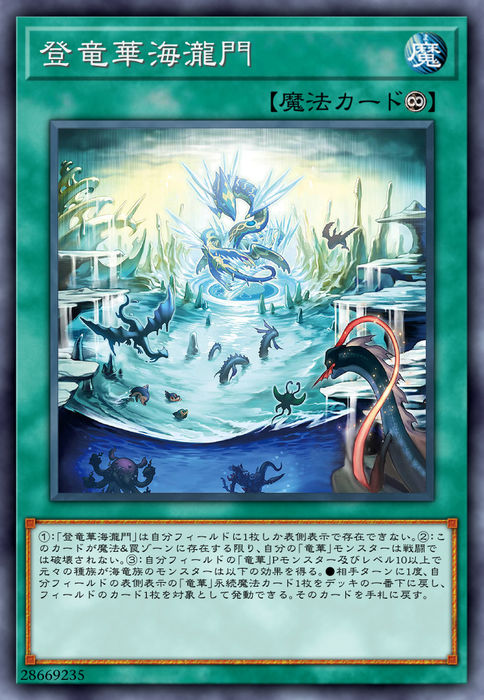 登竜華海瀧門
魔
【魔法カード】
①:「登竜華海瀧門」は自分フィールドに1枚しか表側表示で存在できない。②:こ
のカードが魔法&罠ゾーンに存在する限り、自分の「竜華」モンスターは戦闘で
は破壊されない。③:自分フィールドの「竜華」Pモンスター及びレベル10以上で
元々の種族が海竜族のモンスターは以下の効果を得る。●相手ターンに1度、自
分フィールドの表側表示の「竜華」永続魔法カード1枚をデッキの一番下に戻し、
フィールドのカード1枚を対象として発動できる。そのカードを手札に戻す。
28669235